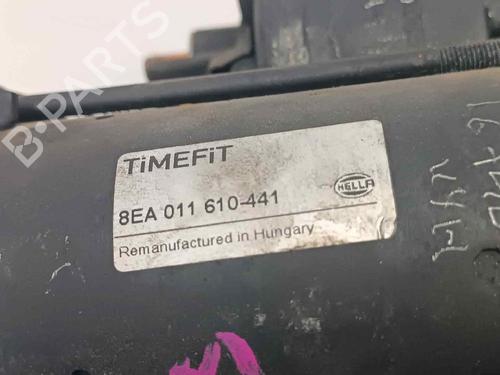 B-PARTS
TiMEFiT
HELLA
8EA 011 610-441
Remanufactured in Hungary